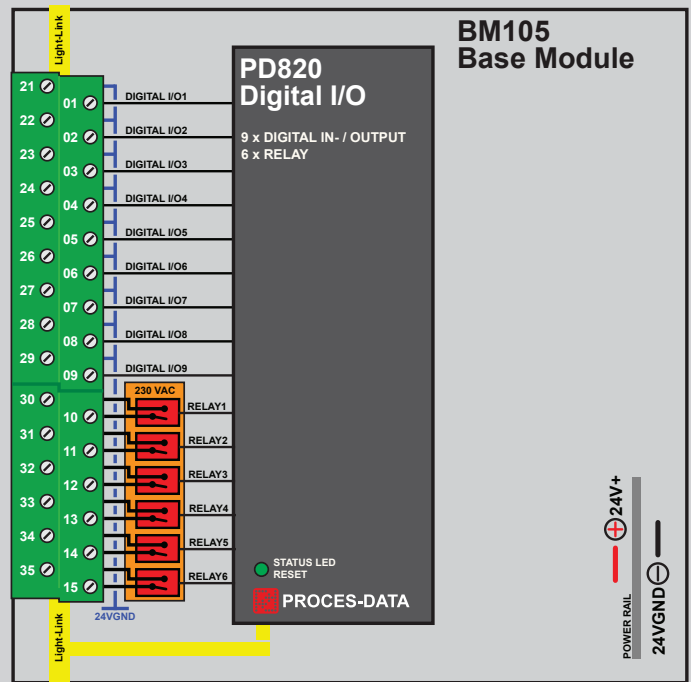 Light-Link
BM105
Base Module
PD820
Digital I/O
9 x DIGITAL IN- / OUTPUT
6 x RELAY
21
01
DIGITAL I/O1
22
02
DIGITAL I/O2
23
03
DIGITAL I/O3
24
04
DIGITAL I/O4
25
05
DIGITAL I/O5
26
06
DIGITAL I/O6
27
07
DIGITAL I/O7
28
08
DIGITAL I/O8
29
09
DIGITAL I/O9
230 VAC
30
10
RELAY1
31
11
RELAY2
32
12
RELAY3
33
13
RELAY4
34
14
RELAY5
35
15
RELAY6
24VGND
Light-Link
STATUS LED
RESET
PROCES-DATA
POWER RAIL
24V+
24VGND